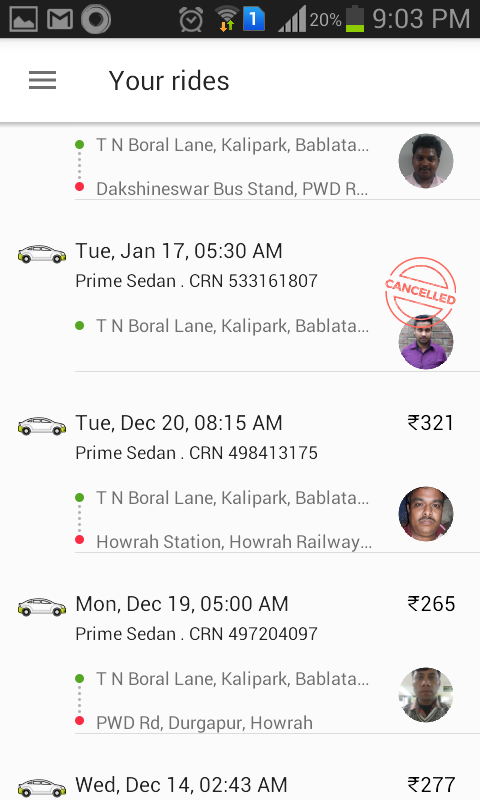 1 20% 9:03 PM
Your rides
T N Boral Lane, Kalipark, Bablata...
Dakshineswar Bus Stand, PWD R...
Tue, Jan 17, 05:30 AM
Prime Sedan . CRN 533161807
CANCELLED
T N Boral Lane, Kalipark, Bablata...
Tue, Dec 20, 08:15 AM ₹321
Prime Sedan . CRN 498413175
T N Boral Lane, Kalipark, Bablata...
Howrah Station, Howrah Railway...
Mon, Dec 19, 05:00 AM ₹265
Prime Sedan . CRN 497204097
T N Boral Lane, Kalipark, Bablata...
PWD Rd, Durgapur, Howrah
Wed, Dec 14, 02:43 AM ₹277